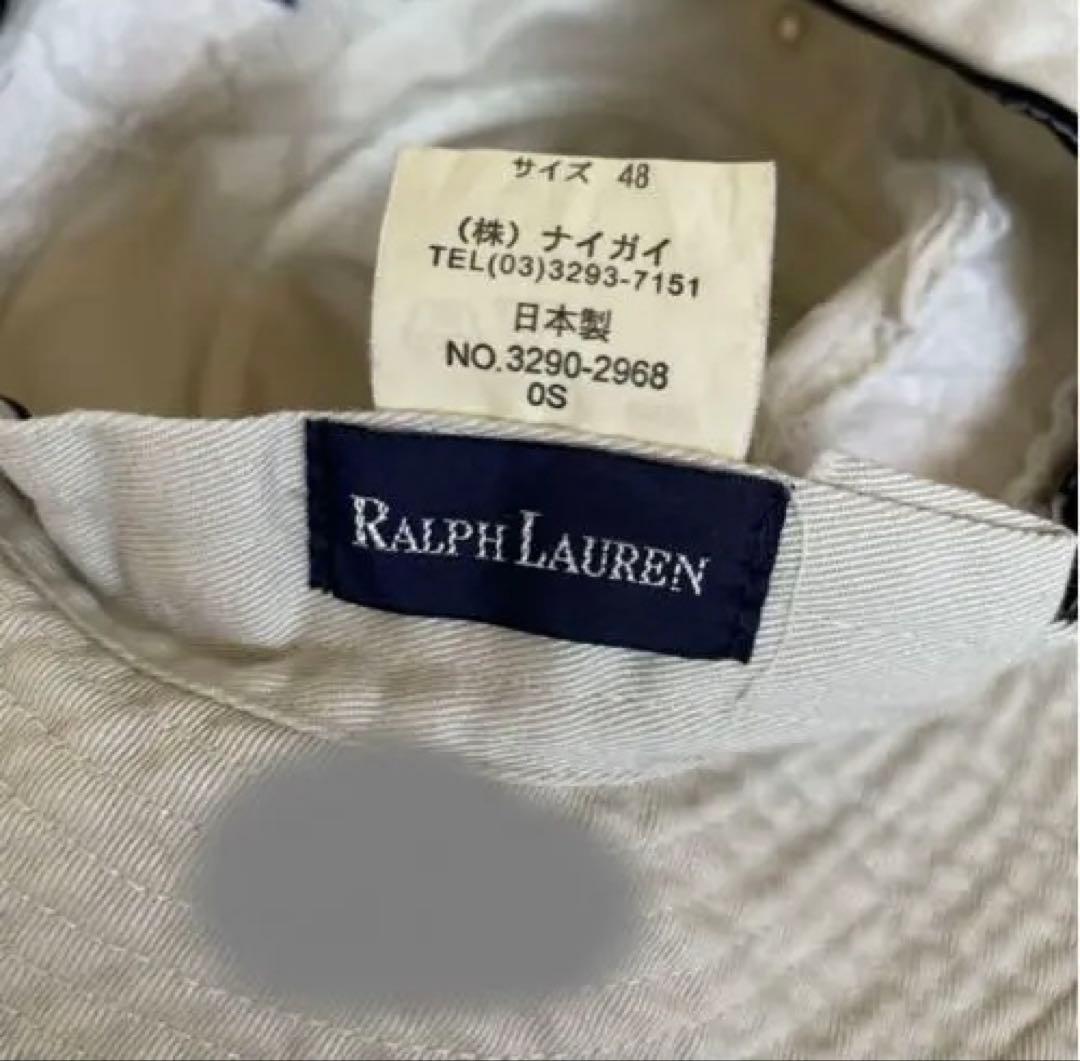 サイズ 48
(株) ナイガイ
TEL(03)3293-7151
日本製
NO.3290-2968
0S
RALPH LAUREN